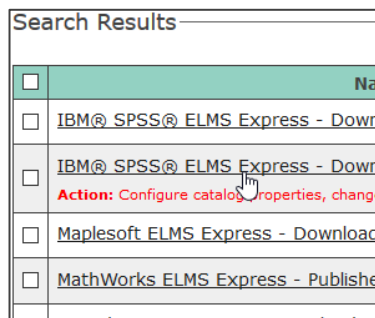 Search Results
Na
IBM® SPSS® ELMS Express - Down
IBM® SPSS® ELMS Express - Down
Action: Configure catalog properties, chang
Maplesoft ELMS Express - Download
MathWorks ELMS Express - Publishe